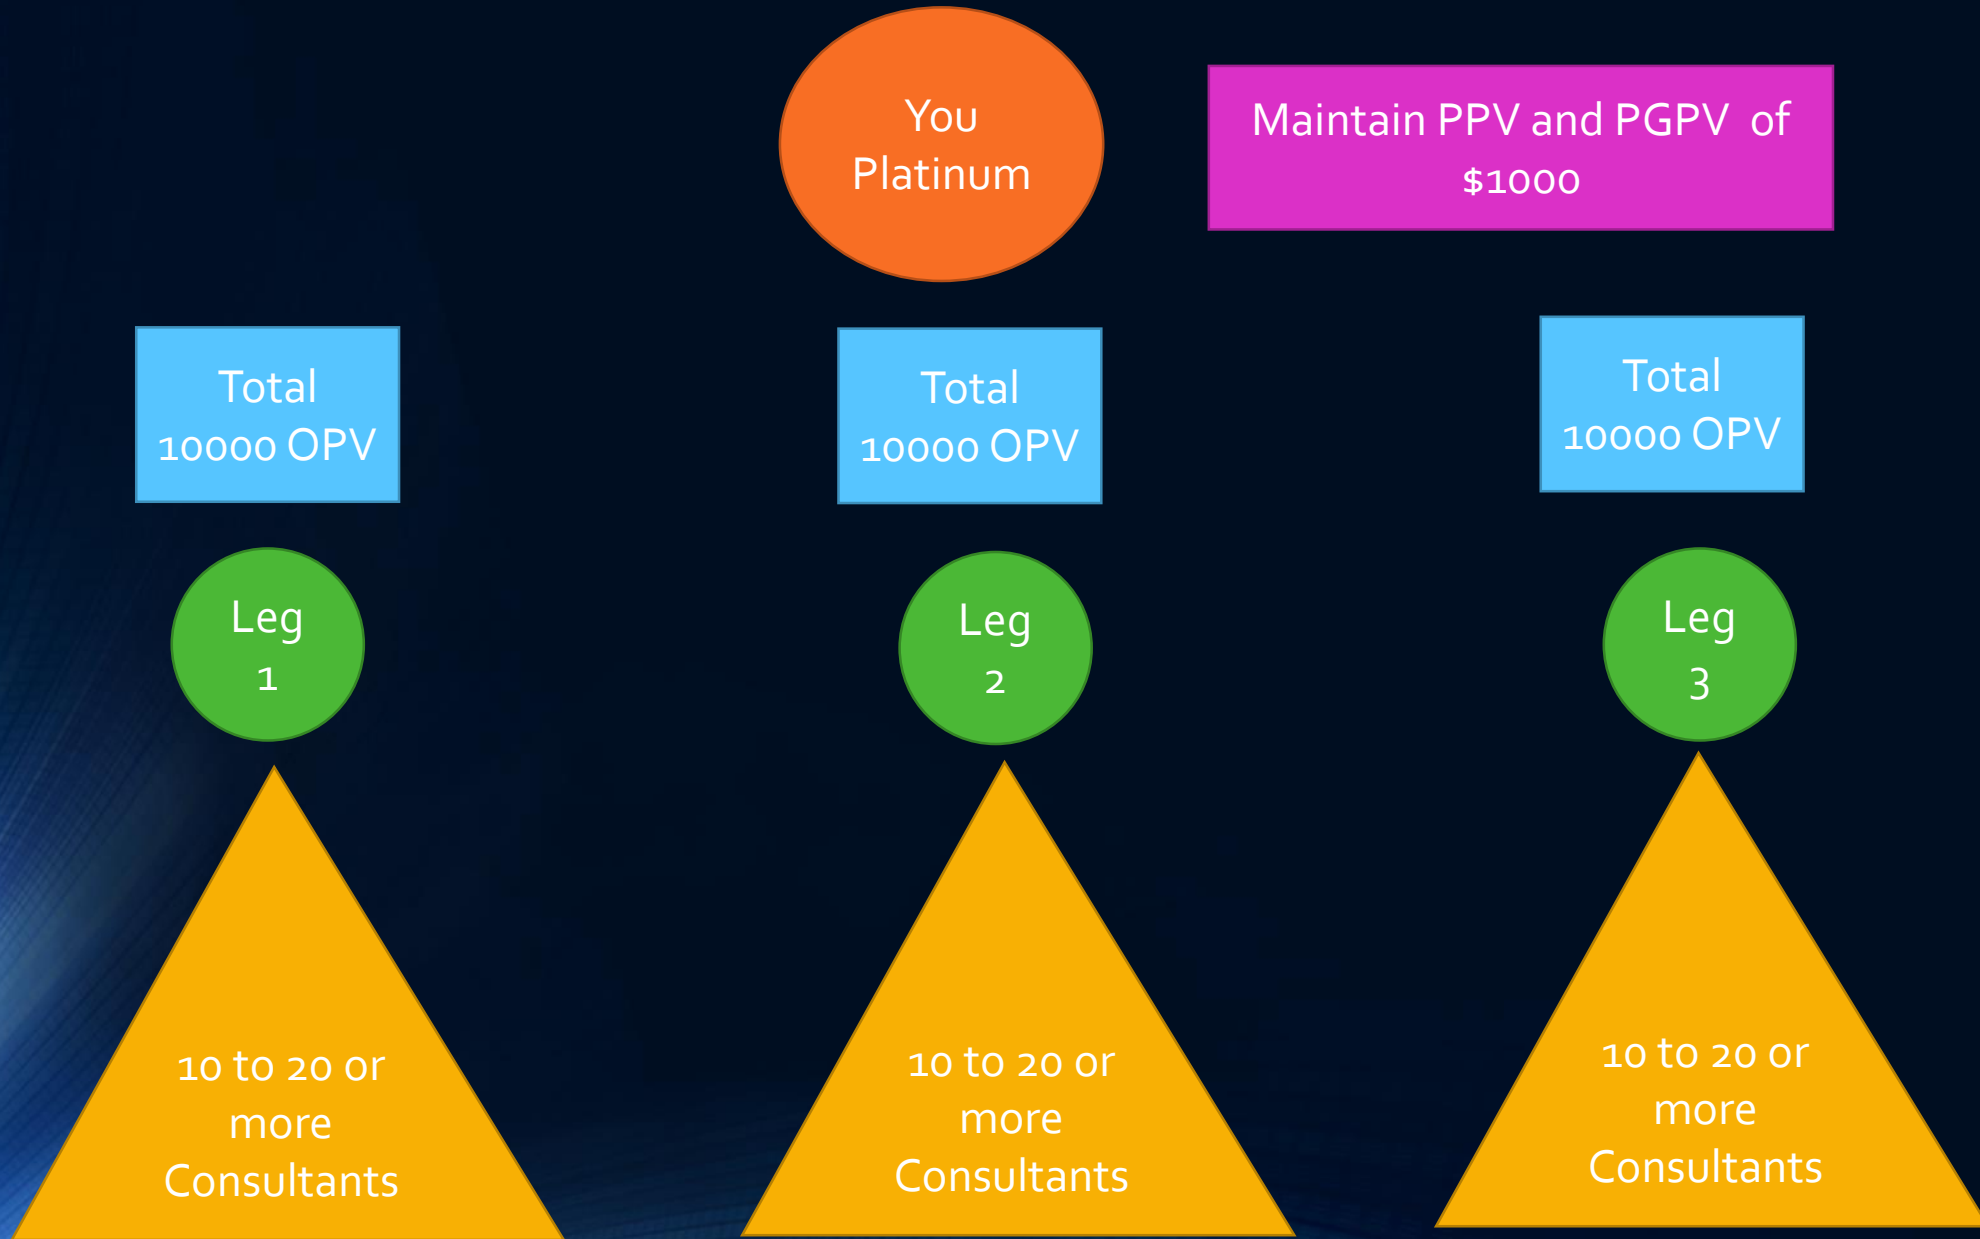 You
Platinum
Maintain PPV and PGPV of
$1000
Total
10000 OPV
Total
10000 OPV
Total
10000 OPV
Leg
1
Leg
2
Leg
3
10 to 20 or
more
Consultants
10 to 20 or
more
Consultants
10 to 20 or
more
Consultants